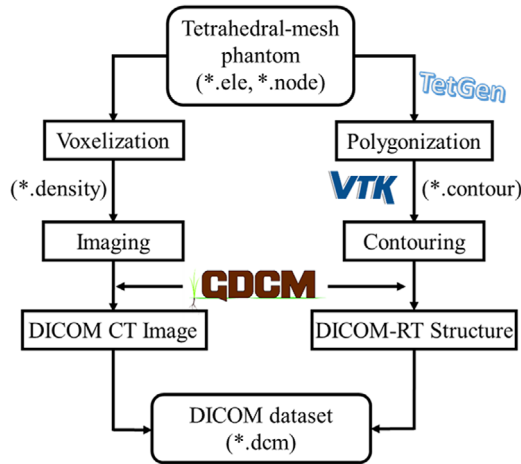 Tetrahedral-mesh
phantom
(*.ele, *.node)
TetGen
Voxelization
Polygonization
(*.density)
VTK
(*.contour)
Imaging
Contouring
GDCM
DICOM CT Image
DICOM-RT Structure
DICOM dataset
(*.dcm)